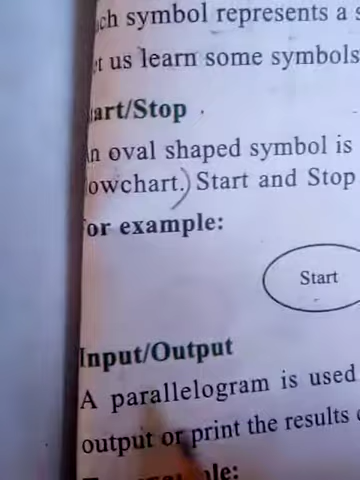 ch symbol represents a s
t us learn some symbols
art/Stop
n oval shaped symbol is
owchart. Start and Stop
or example:
Start
Input/Output
A parallelogram is used
output or print the results
le: